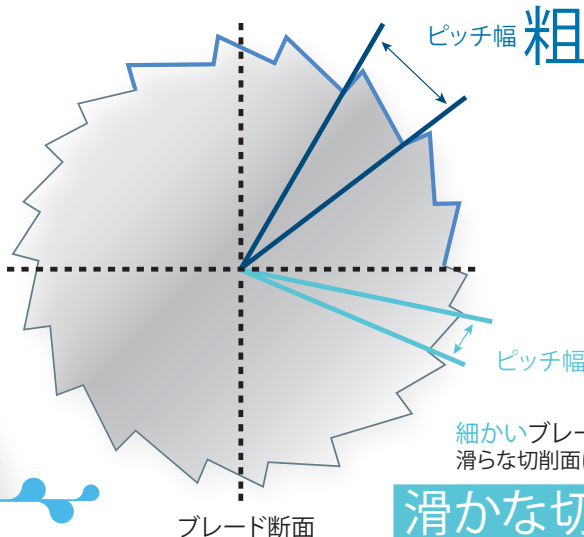 ピッチ幅 粗
ピッチ幅
細かいブレー
滑らな切削面
滑かな切
ブレード断面